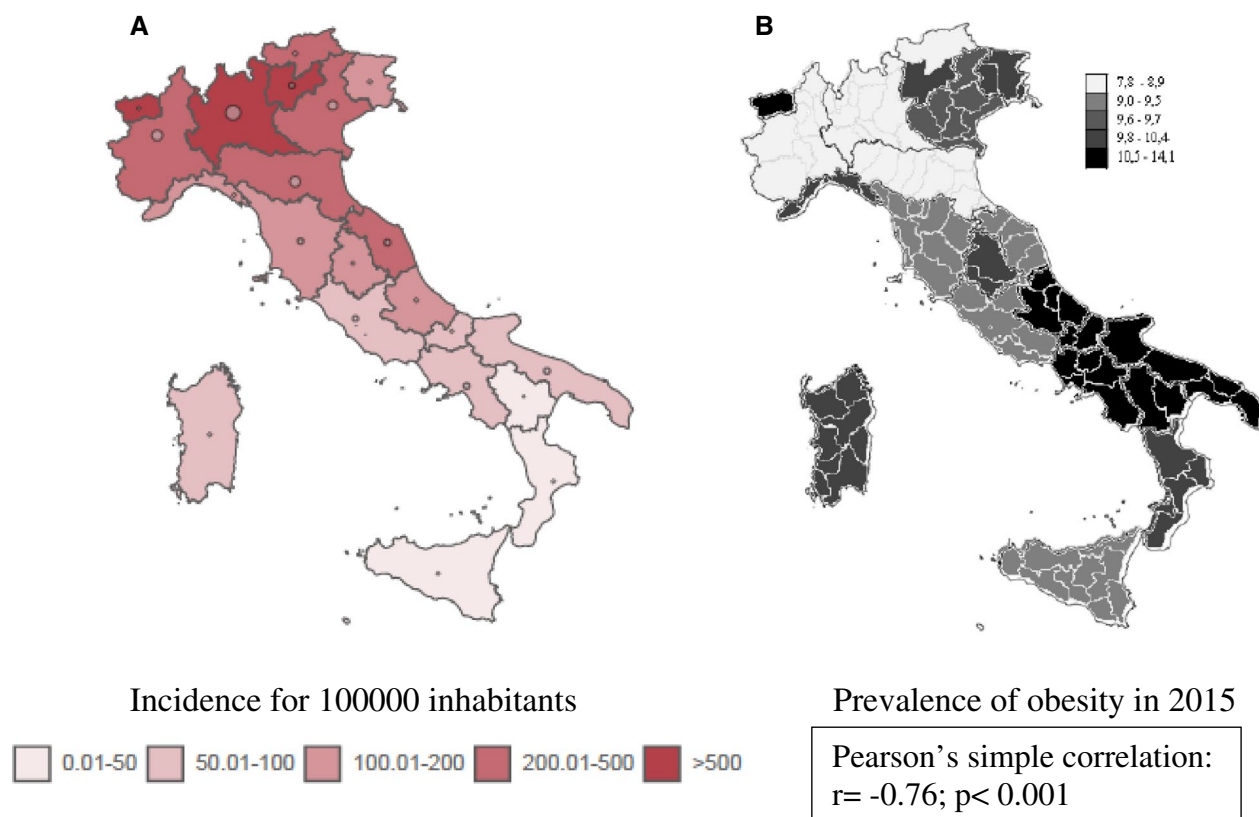 A
B
7,8 - 8,9
9,0 - 9,5
9,6 - 9,7
9,8 - 10,4
10,5 - 14,1
Incidence for 100000 inhabitants
0.01-50
50.01-100
100.01-200
200.01-500
>500
Prevalence of obesity in 2015
Pearson’s simple correlation:
r= -0.76; p< 0.001